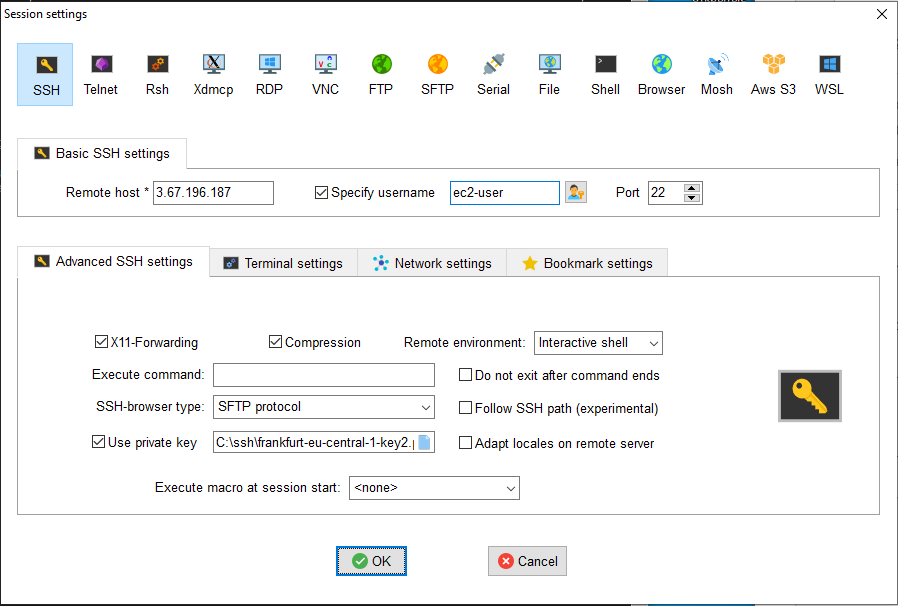 Session settings
SSH Telnet Rsh Xdmcp RDP VNC FTP SFTP Serial File Shell Browser Mosh Aws S3 WSL
Basic SSH settings
Remote host * 3.67.196.187 Specify username ec2-user Port 22
Advanced SSH settings Terminal settings Network settings Bookmark settings
X11-Forwarding Compression Remote environment: Interactive shell
Execute command: Do not exit after command ends
SSH-browser type: SFTP protocol Follow SSH path (experimental)
Use private key C:\ssh\frankfurt-eu-central-1-key2.p Adapt locales on remote server
Execute macro at session start: <none>
OK Cancel